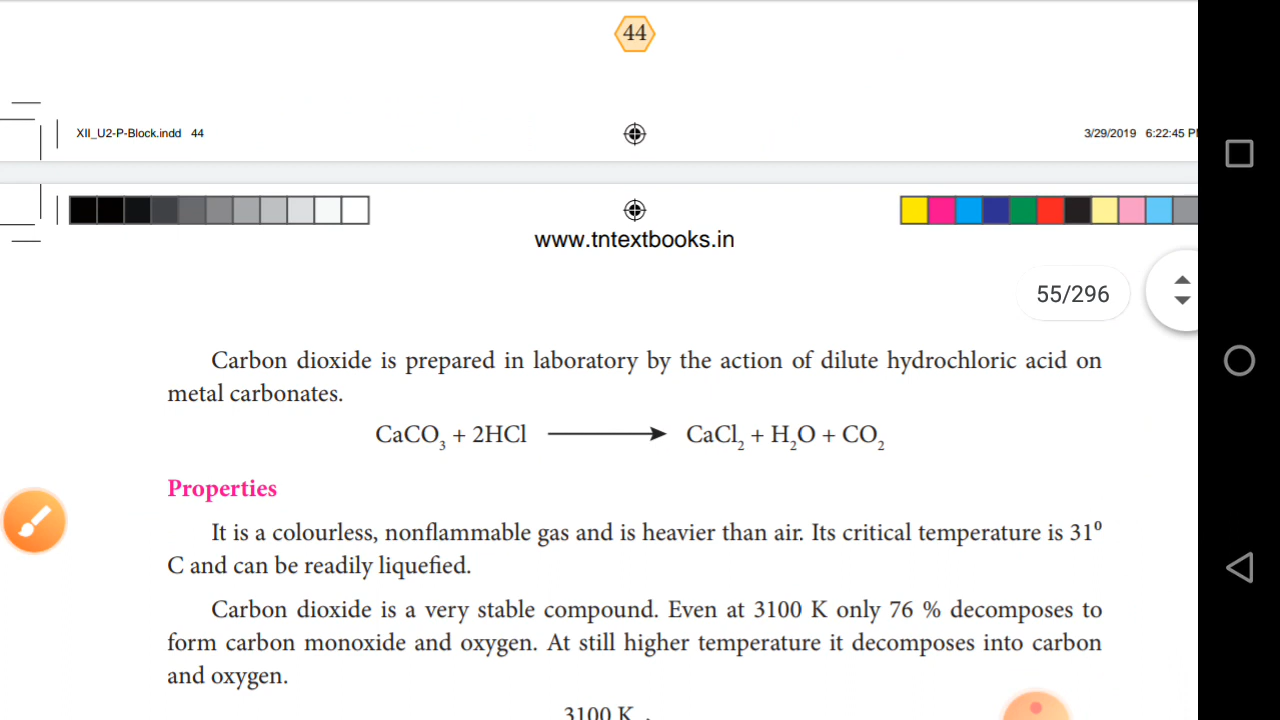 44
XII_U2-P-Block.indd 44
3/29/2019 6:22:45 P
www.tntextbooks.in
55/296
Carbon dioxide is prepared in laboratory by the action of dilute hydrochloric acid on
metal carbonates.
CaCO₃ + 2HCl ⟶ CaCl₂ + H₂O + CO₂
Properties
It is a colourless, nonflammable gas and is heavier than air. Its critical temperature is 31⁰
C and can be readily liquefied.
Carbon dioxide is a very stable compound. Even at 3100 K only 76 % decomposes to
form carbon monoxide and oxygen. At still higher temperature it decomposes into carbon
and oxygen.
3100 K